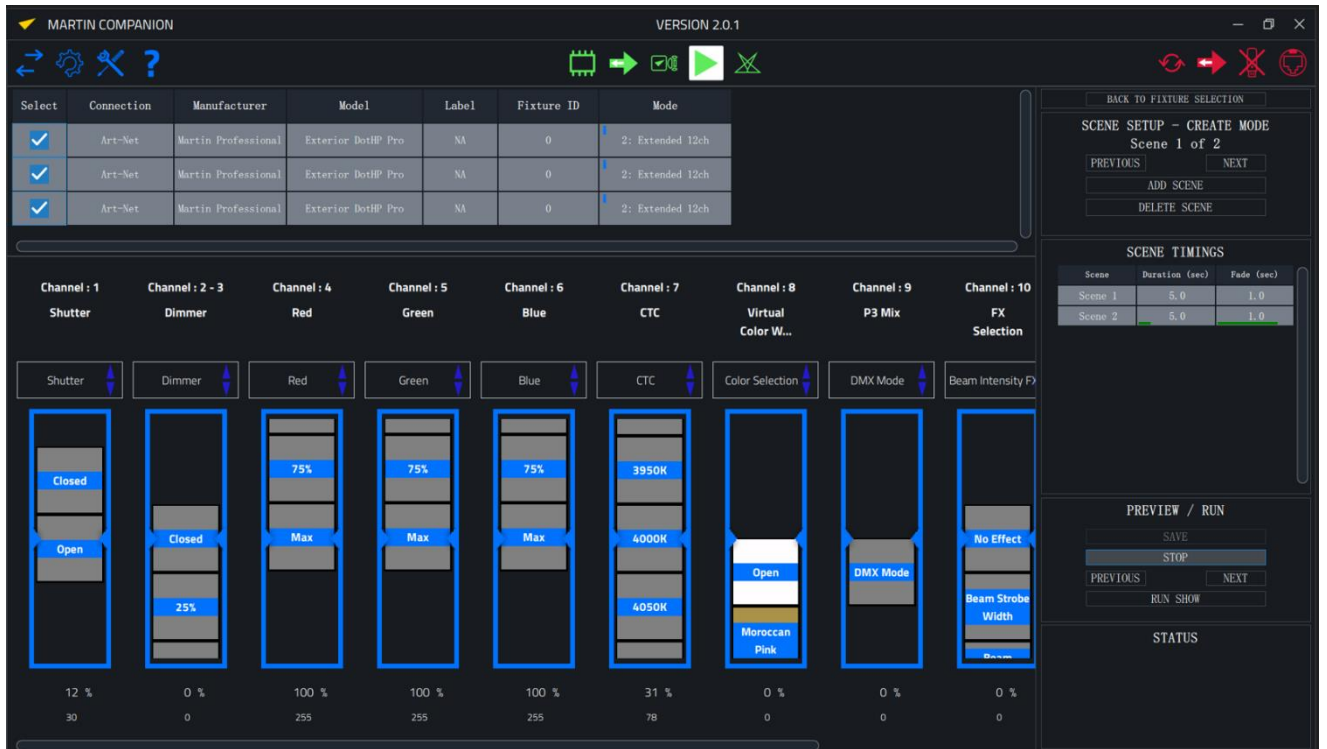 MARTIN COMPANION VERSION 2.0.1
Select Connection Manufacturer Model Label Fixture ID Mode
Art-Net Martin Professional Exterior DotHP Pro NA 0 2: Extended 12ch
Art-Net Martin Professional Exterior DotHP Pro NA 0 2: Extended 12ch
Art-Net Martin Professional Exterior DotHP Pro NA 0 2: Extended 12ch
BACK TO FIXTURE SELECTION
SCENE SETUP - CREATE MODE
Scene 1 of 2
PREVIOUS NEXT
ADD SCENE
DELETE SCENE
SCENE TIMINGS
Scene Duration (sec) Fade (sec)
Scene 1 5.0 1.0
Scene 2 5.0 1.0
PREVIEW / RUN
SAVE
STOP
PREVIOUS NEXT
RUN SHOW
STATUS
Channel : 1 Channel : 2 - 3 Channel : 4 Channel : 5 Channel : 6 Channel : 7 Channel : 8 Channel : 9 Channel : 10
Shutter Dimmer Red Green Blue CTC Virtual P3 Mix FX
Color W... Selection
Shutter Dimmer Red Green Blue CTC Color Selection DMX Mode Beam Intensity FX
Closed 75% 75% 75% 3950K
Open Closed Max Max Max 4000K Open DMX Mode No Effect
25% 4050K Moroccan Beam Strobe
Pink Width
Beam
12 % 0 % 100 % 100 % 100 % 31 % 0 % 0 % 0 %
30 0 255 255 255 78 0 0 0